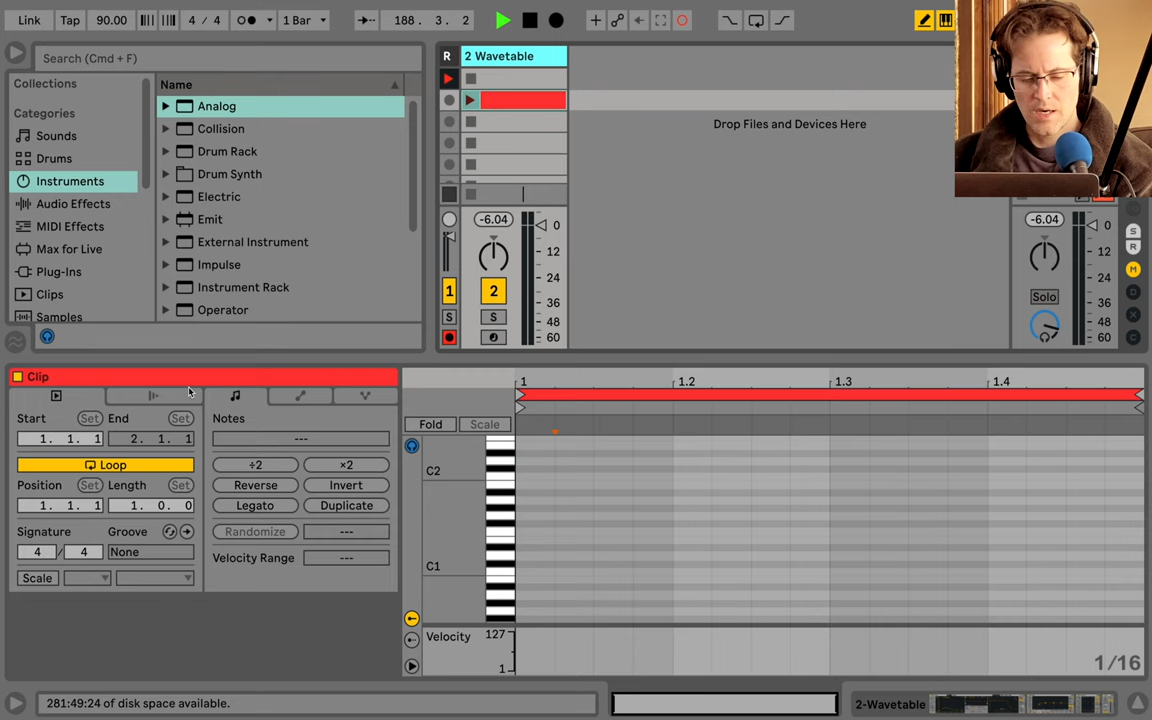 Link Tap 90.00 4 / 4 1 Bar 188. 3. 2
Search (Cmd + F)
Collections
Categories
Sounds
Drums
Instruments
Audio Effects
MIDI Effects
Max for Live
Plug-Ins
Clips
Samples
Name
Analog
Collision
Drum Rack
Drum Synth
Electric
Emit
External Instrument
Impulse
Instrument Rack
Operator
R 2 Wavetable
Drop Files and Devices Here
-6.04
0
12
24
36
48
60
1 2
S S
-6.04
0
12
24
36
48
60
Solo
S
R
M
D
X
C
Clip
Start Set End Set
1. 1. 1 2. 1. 1
Loop
Position Set Length Set
1. 1. 1 1. 0. 0
Signature Groove
4 / 4 None
Scale
Notes
---
÷2 ×2
Reverse Invert
Legato Duplicate
Randomize ---
Velocity Range ---
1 1.2 1.3 1.4
Fold Scale
C2
C1
Velocity 127
1
1/16
281:49:24 of disk space available.
2-Wavetable